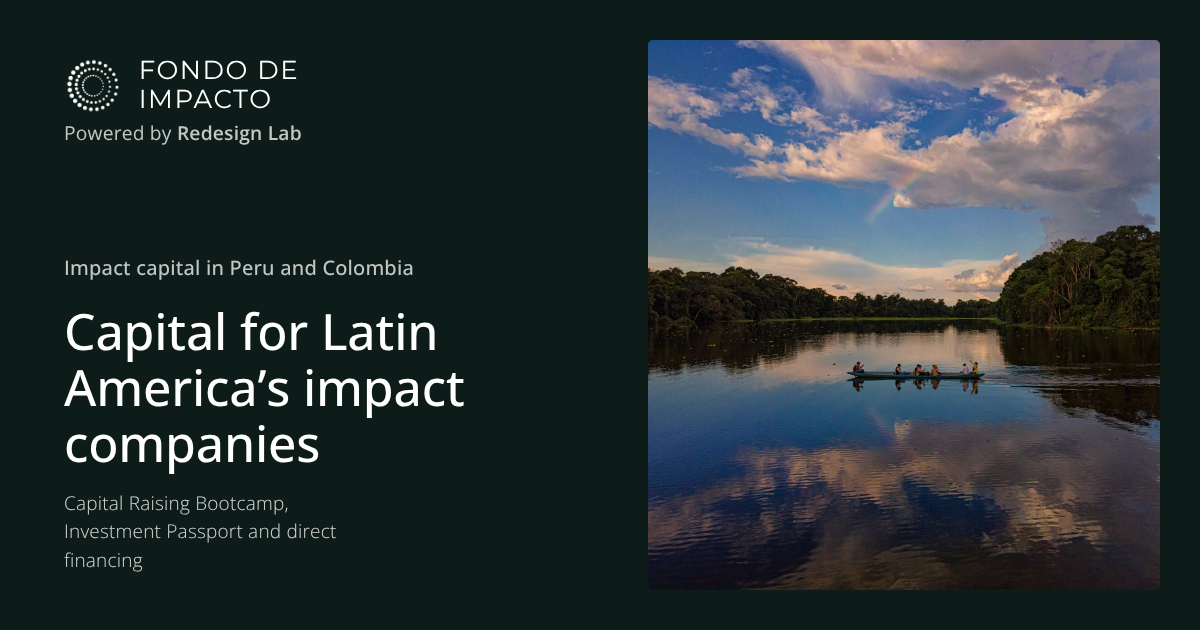 FONDO DE
IMPACTO
Powered by Redesign Lab
Impact capital in Peru and Colombia
Capital for Latin
America’s impact
companies
Capital Raising Bootcamp,
Investment Passport and direct
financing